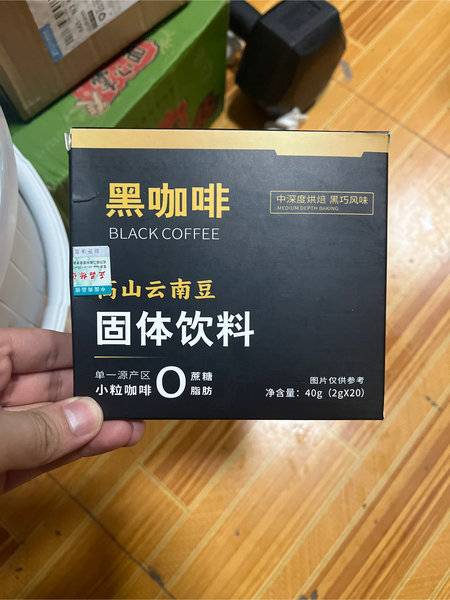 黑咖啡
BLACK COFFEE
中深度烘焙 黑巧风味
MEDIUM DEPTH BAKING
高山云南豆
固体饮料
单一源产区
小粒咖啡
0
蔗糖
脂肪
图片仅供参考
净含量：40g（2gX20）